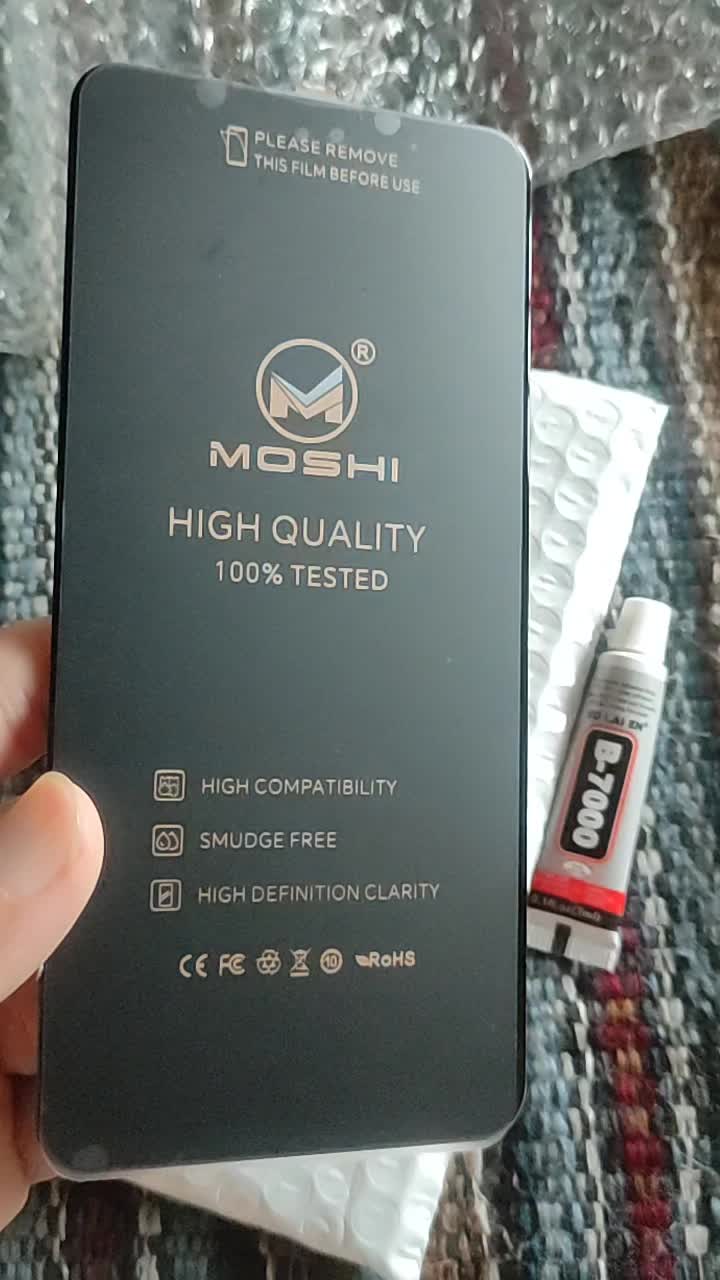 PLEASE REMOVE
THIS FILM BEFORE USE
®
MOSHI
HIGH QUALITY
100% TESTED
HIGH COMPATIBILITY
SMUDGE FREE
HIGH DEFINITION CLARITY
CE FC 10 RoHS
B-7000